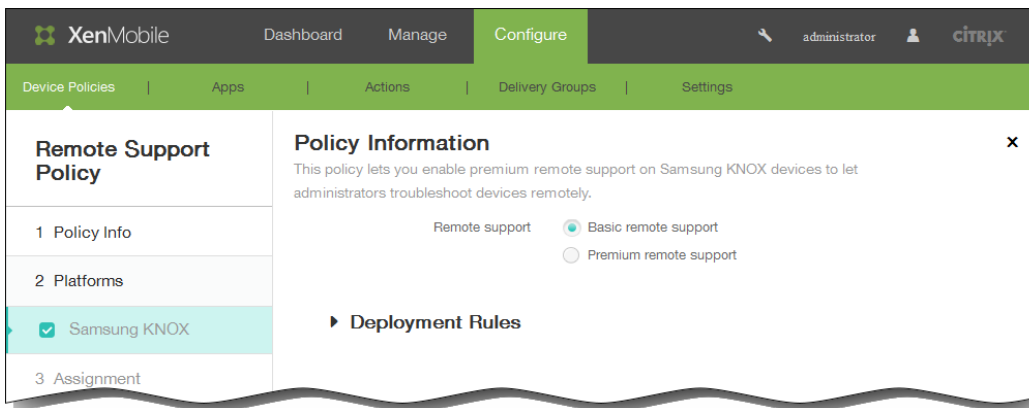 XenMobile Dashboard Manage Configure administrator CİTRIX
Device Policies | Apps | Actions | Delivery Groups | Settings
Remote Support
Policy
1 Policy Info
2 Platforms
Samsung KNOX
3 Assignment
Policy Information
This policy lets you enable premium remote support on Samsung KNOX devices to let
administrators troubleshoot devices remotely.
Remote support Basic remote support
Premium remote support
Deployment Rules